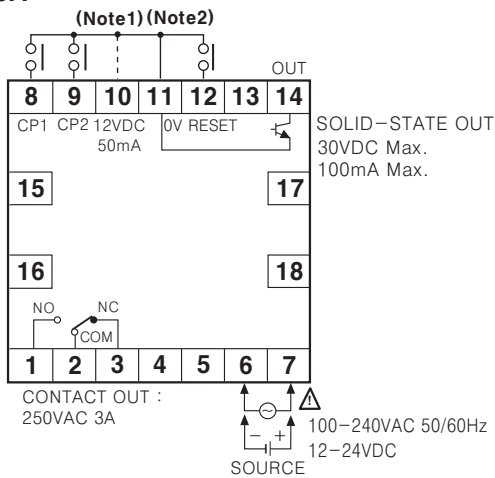 (Note1) (Note2)
OUT
8 9 10 11 12 13 14
CP1 CP2 12VDC 0V RESET
50mA
SOLID-STATE OUT
30VDC Max.
100mA Max.
15 17
16 18
NO NC
COM
1 2 3 4 5 6 7
CONTACT OUT :
250VAC 3A
100-240VAC 50/60Hz
- + 12-24VDC
SOURCE